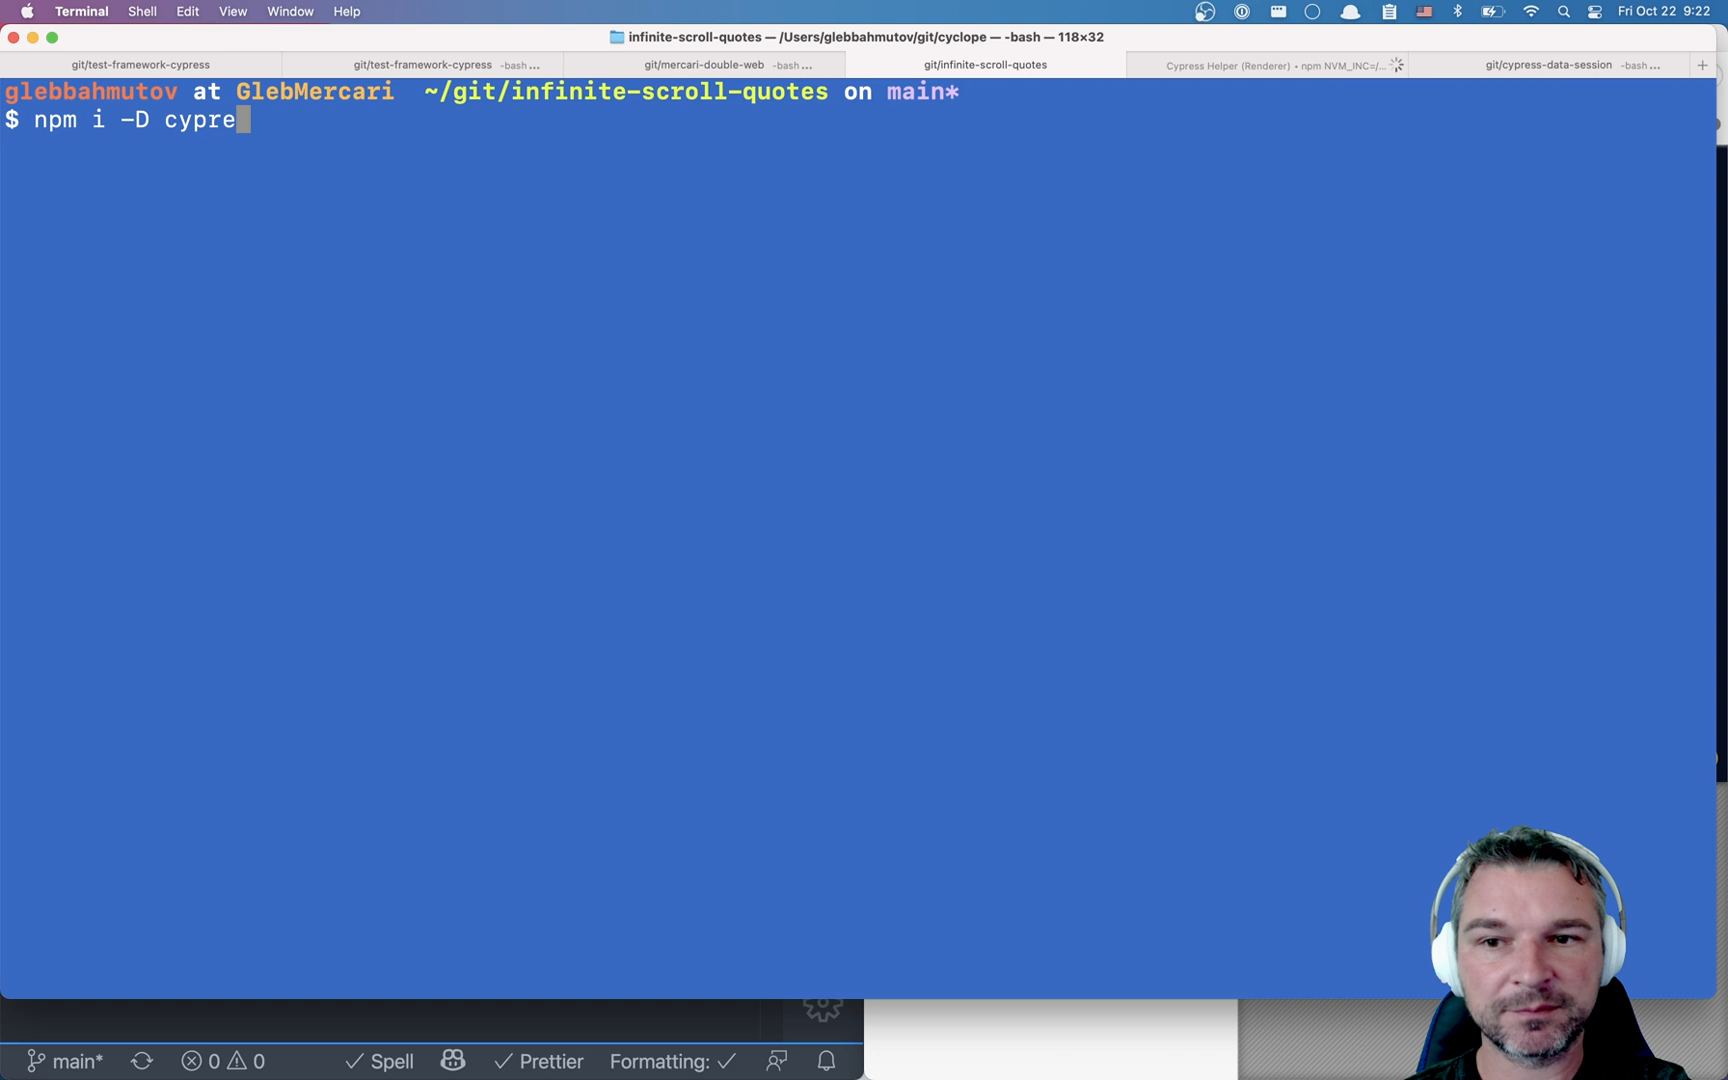 Terminal Shell Edit View Window Help Fri Oct 22 9:22
infinite-scroll-quotes — /Users/glebbahmutov/git/cyclope — -bash — 118×32
git/test-framework-cypress git/test-framework-cypress -bash ... git/mercari-double-web -bash ... git/infinite-scroll-quotes Cypress Helper (Renderer) • npm NVM_INC=/... git/cypress-data-session -bash ... +
glebbahmutov at GlebMercari ~/git/infinite-scroll-quotes on main*
$ npm i -D cypre
main* 0 0 Spell Prettier Formatting: